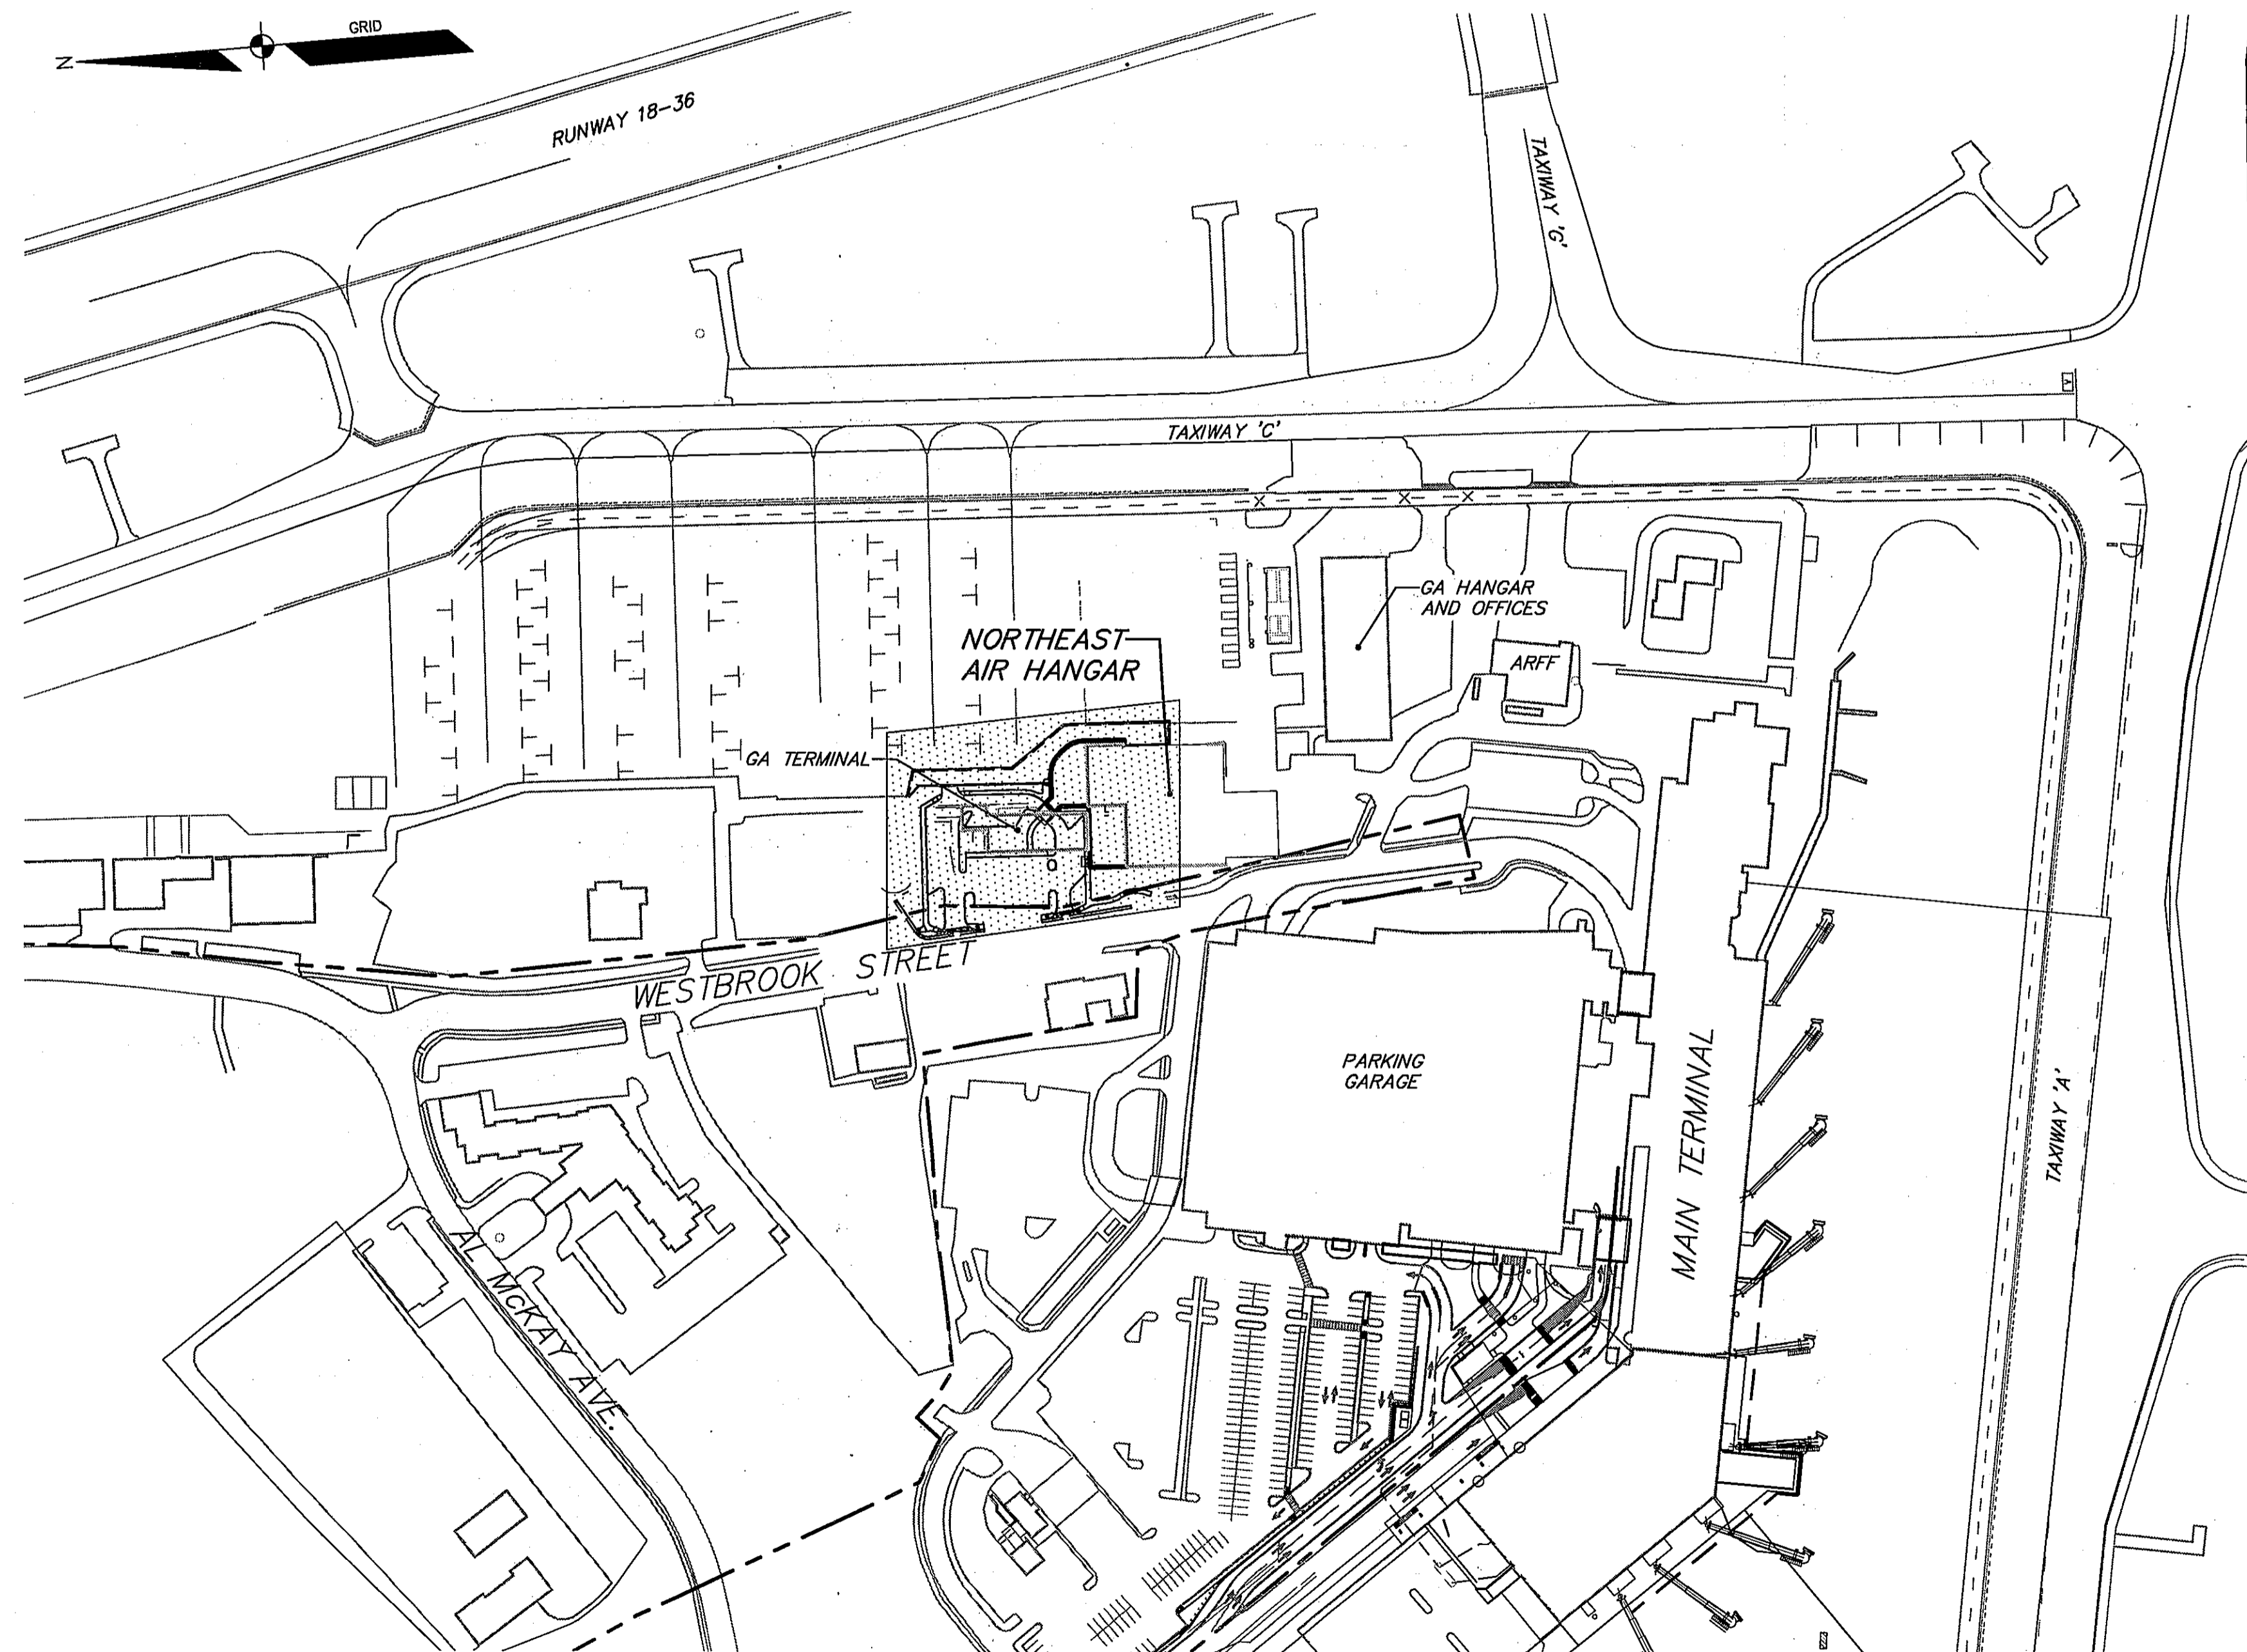 GRID
N
RUNWAY 18-36
TAXIWAY 'G'
TAXIWAY 'C'
GA HANGAR
AND OFFICES
NORTHEAST
AIR HANGAR
ARFF
GA TERMINAL
WESTBROOK STREET
PARKING
GARAGE
MAIN TERMINAL
TAXIWAY 'A'
AL McKAY AVE.